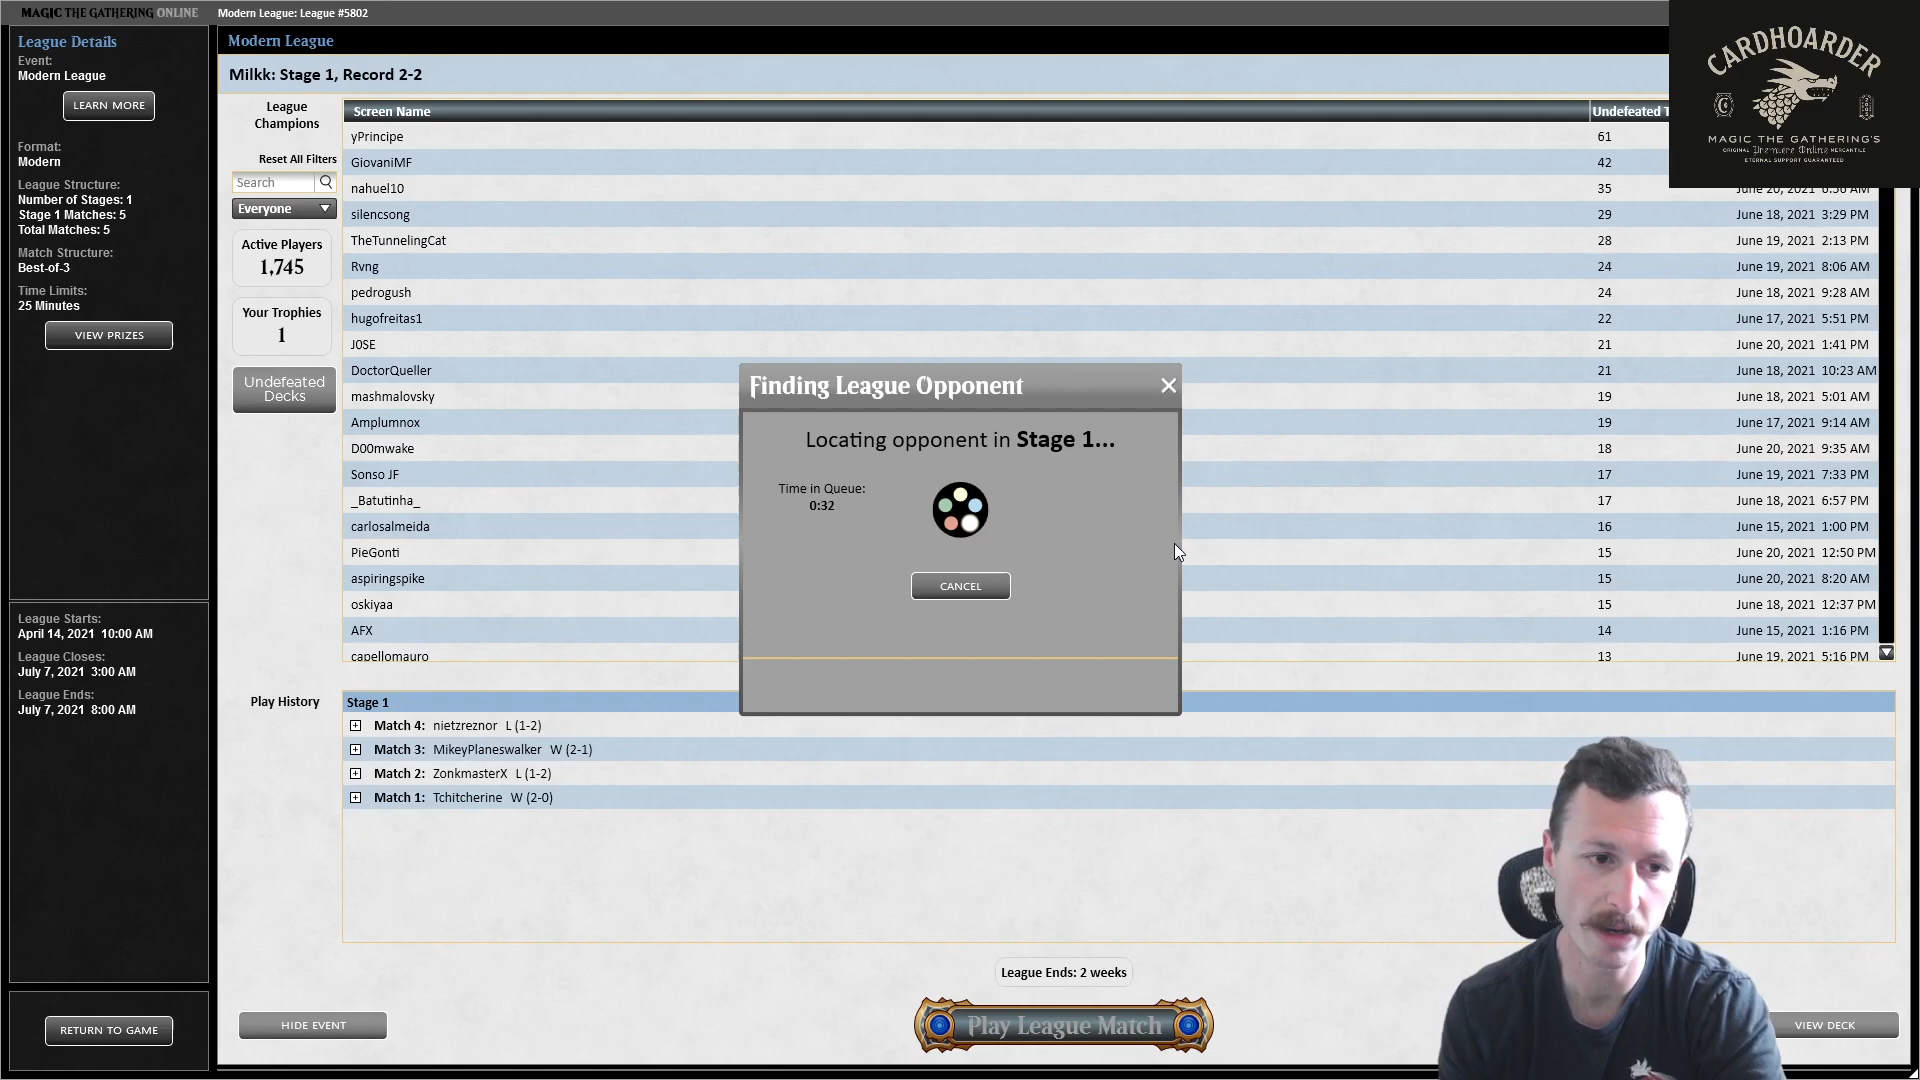 MAGIC THE GATHERING ONLINE
Modern League: League #5802
League Details
Event:
Modern League
LEARN MORE
Format:
Modern
League Structure:
Number of Stages: 1
Stage 1 Matches: 5
Total Matches: 5
Match Structure:
Best-of-3
Time Limits:
25 Minutes
VIEW PRIZES
League Starts:
April 14, 2021 10:00 AM
League Closes:
July 7, 2021 3:00 AM
League Ends:
July 7, 2021 8:00 AM
RETURN TO GAME
Modern League
Milkk: Stage 1, Record 2-2
League
Champions
Reset All Filters
Search
Everyone
Active Players
1,745
Your Trophies
1
Undefeated
Decks
Screen Name Undefeated T
yPrincipe 61
GiovaniMF 42
nahuel10 35 June 20, 2021 6:56 AM
silencsong 29 June 18, 2021 3:29 PM
TheTunnelingCat 28 June 19, 2021 2:13 PM
Rvng 24 June 19, 2021 8:06 AM
pedrogush 24 June 18, 2021 9:28 AM
hugofreitas1 22 June 17, 2021 5:51 PM
J0SE 21 June 20, 2021 1:41 PM
DoctorQueller 21 June 18, 2021 10:23 AM
mashmalovsky 19 June 18, 2021 5:01 AM
Amplumnox 19 June 17, 2021 9:14 AM
D00mwake 18 June 20, 2021 9:35 AM
Sonso JF 17 June 19, 2021 7:33 PM
_Batutinha_ 17 June 18, 2021 6:57 PM
carlosalmeida 16 June 15, 2021 1:00 PM
PieGonti 15 June 20, 2021 12:50 PM
aspiringspike 15 June 20, 2021 8:20 AM
oskiyaa 15 June 18, 2021 12:37 PM
AFX 14 June 15, 2021 1:16 PM
capellomauro 13 June 19, 2021 5:16 PM
Finding League Opponent
Locating opponent in Stage 1...
Time in Queue:
0:32
CANCEL
Play History
Stage 1
Match 4: nietzreznor L (1-2)
Match 3: MikeyPlaneswalker W (2-1)
Match 2: ZonkmasterX L (1-2)
Match 1: Tchitcherine W (2-0)
League Ends: 2 weeks
HIDE EVENT
Play League Match
VIEW DECK
CARDHOARDER
MAGIC THE GATHERING'S
ORIGINAL Premiere Online MERCANTILE
ETERNAL SUPPORT GUARANTEED